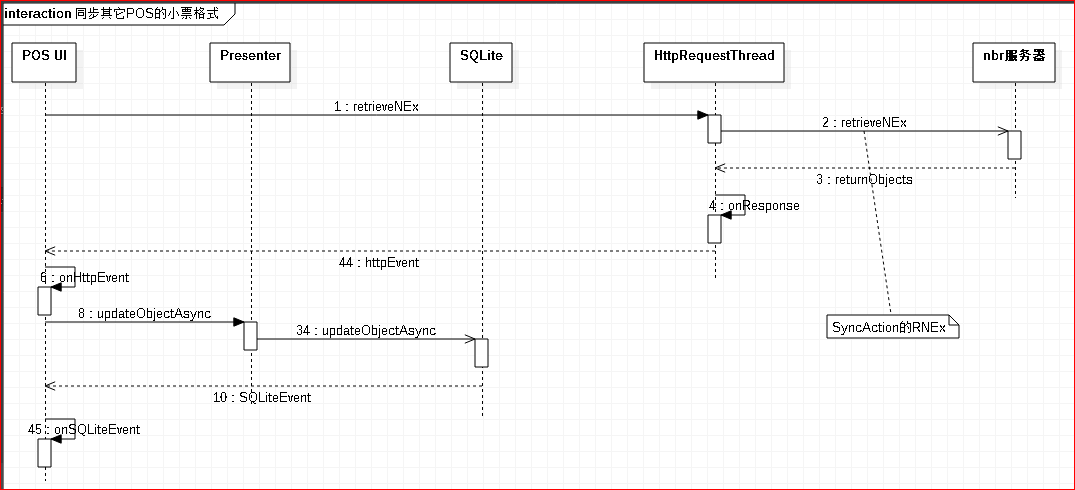 interaction 同步其它POS的小票格式
POS UI
Presenter
SQLite
HttpRequestThread
nbr服务器
1 : retrieveNEx
2 : retrieveNEx
3 : returnObjects
4 : onResponse
44 : httpEvent
6 : onHttpEvent
8 : updateObjectAsync
34 : updateObjectAsync
SyncAction的RNEx
10 : SQLiteEvent
45 : onSQLiteEvent